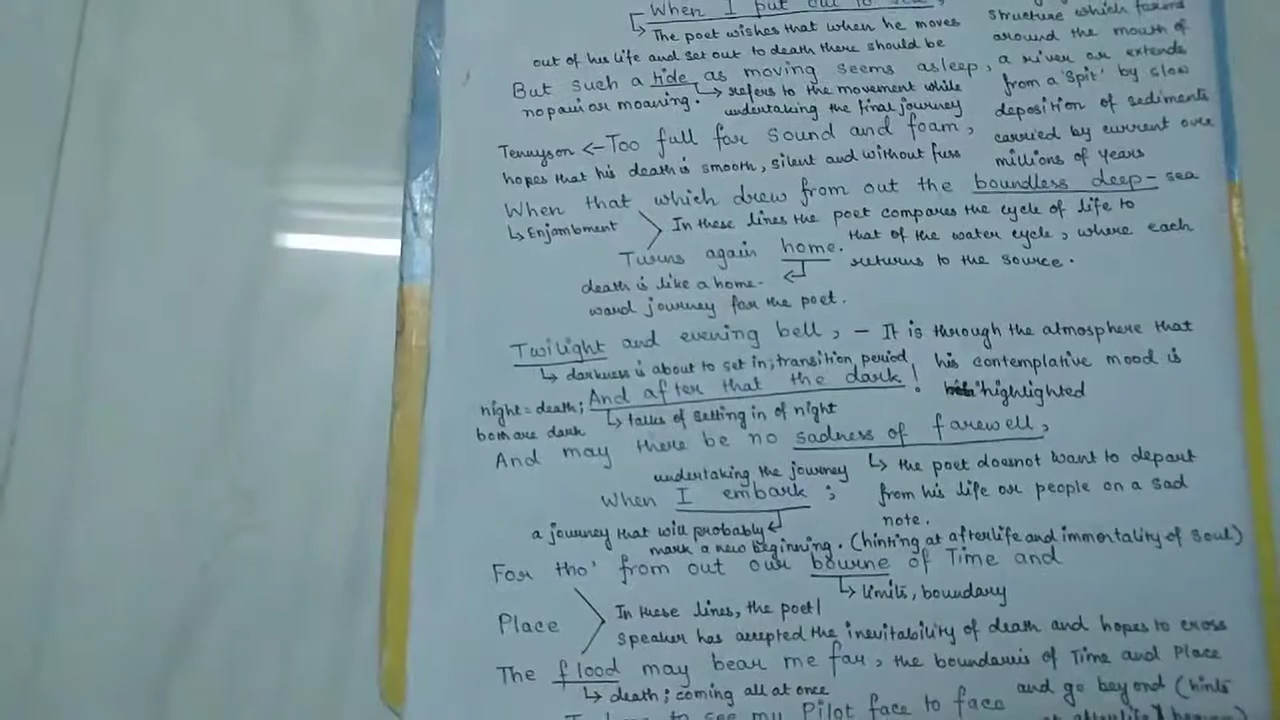 When I put out to sea,
↳ The poet wishes that when he moves
out of his life and set out to death there should be
no pain or moaning.
structure which
around the mouth of
a river or extends
from a 'spit' by slow
deposition of sediments
carried by current over
millions of years
But such a tide as moving seems asleep,
↳ refers to the movement while
undertaking the final journey
Tennyson <- Too full for sound and foam,
hopes that his death is smooth, silent and without fuss
When that which drew from out the boundless deep - sea
↳ Enjambment
In these lines the poet compares the cycle of life to
that of the water cycle, where each
returns to the source.
Turns again home.
death is like a home-
ward journey for the poet.
Twilight and evening bell, - It is through the atmosphere that
his contemplative mood is
highlighted
↳ darkness is about to set in; transition period
night = death;
both are dark
And after that the dark!
↳ talks of setting in of night
And may there be no sadness of farewell,
↳ the poet doesnot want to depart
from his life or people on a sad
note.
undertaking the journey
When I embark;
a journey that will probably
mark a new beginning. (hinting at afterlife and immortality of soul)
For tho' from out our bourne of Time and
↳ limits, boundary
Place
In these lines, the poet/
speaker has accepted the inevitability of death and hopes to cross
the boundaris of Time and Place
and go beyond (hints
The flood may bear me far,
↳ death; coming all at once
to see my Pilot face to face